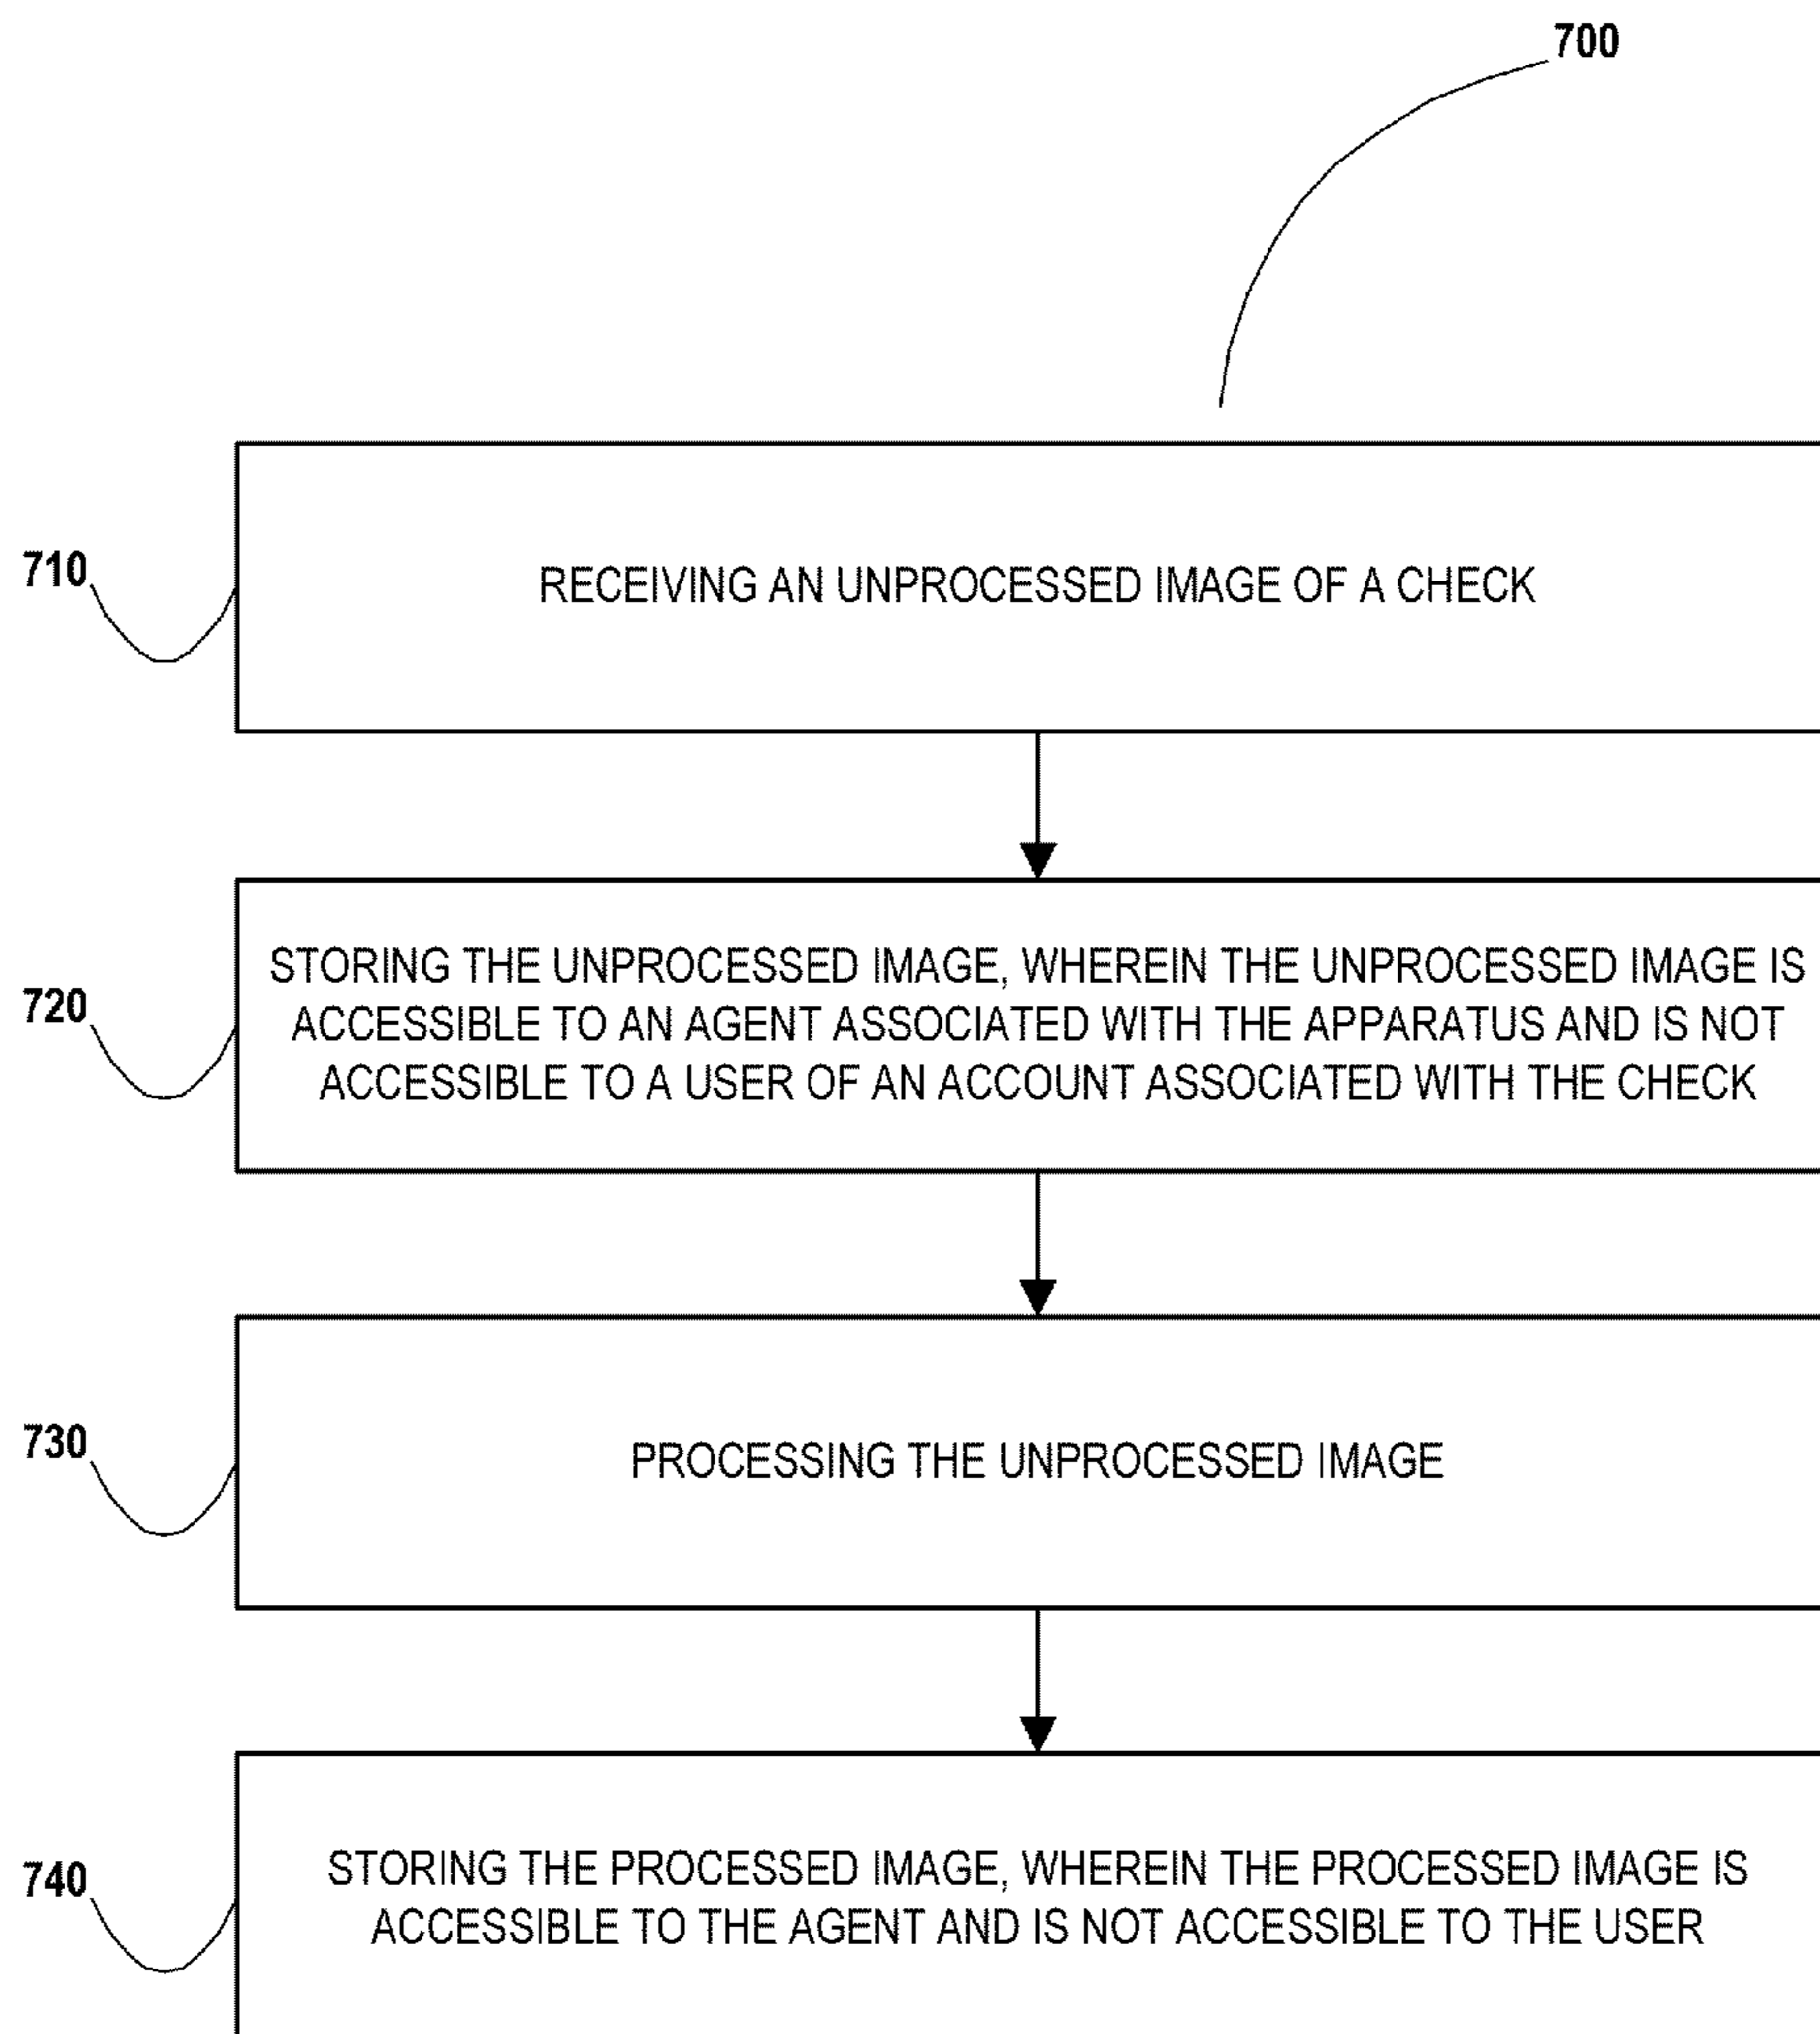 700
710
RECEIVING AN UNPROCESSED IMAGE OF A CHECK
720
STORING THE UNPROCESSED IMAGE, WHEREIN THE UNPROCESSED IMAGE IS
ACCESSIBLE TO AN AGENT ASSOCIATED WITH THE APPARATUS AND IS NOT
ACCESSIBLE TO A USER OF AN ACCOUNT ASSOCIATED WITH THE CHECK
730
PROCESSING THE UNPROCESSED IMAGE
740
STORING THE PROCESSED IMAGE, WHEREIN THE PROCESSED IMAGE IS
ACCESSIBLE TO THE AGENT AND IS NOT ACCESSIBLE TO THE USER